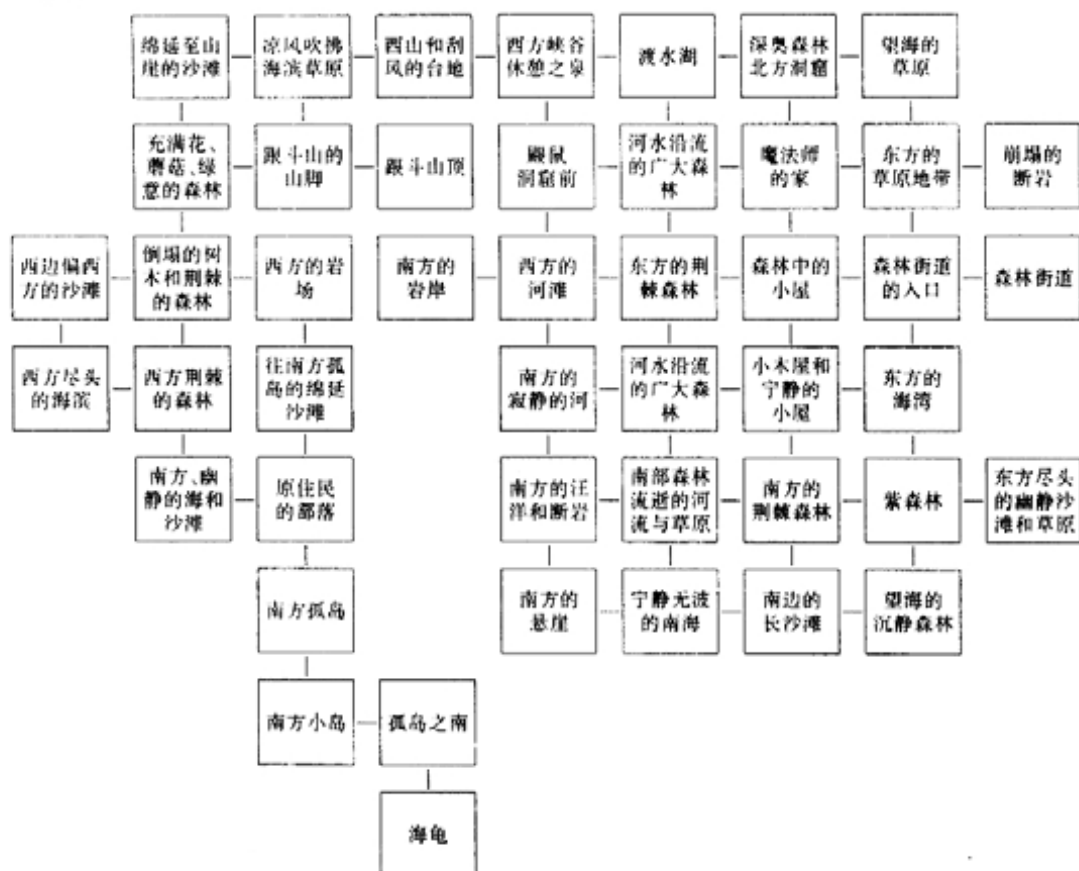 绵延至山
崖的沙滩
凉风吹拂
海滨草原
西山和刮
风的台地
西方峡谷
休憩之泉
渡水湖
深奥森林
北方洞窟
望海的
草原
充满花、
蘑菇、绿
意的森林
跟斗山的
山脚
跟斗山顶
鼹鼠
洞窟前
河水沿流
的广大森
林
魔法师
的家
东方的
草原地带
崩塌的
断岩
西边偏西
方的沙滩
倒塌的树
木和荆棘
的森林
西方的岩
场
南方的
岩岸
西方的
河滩
东方的荆
棘森林
森林中的
小屋
森林街道
的入口
森林街道
西方尽头
的海滨
西方荆棘
的森林
往南方孤
岛的绵延
沙滩
南方的
寂静的河
河水沿流
的广大森
林
小木屋和
宁静的
小屋
东方的
海湾
南方、幽
静的海和
沙滩
原住民
的部落
南方的汪
洋和断岩
南部森林
流逝的河
流与草原
南方的
荆棘森林
紫森林
东方尽头
的幽静沙
滩和草原
南方孤岛
南方的
悬崖
宁静无波
的南海
南边的
长沙滩
望海的
沉静森林
南方小岛
孤岛之南
海龟